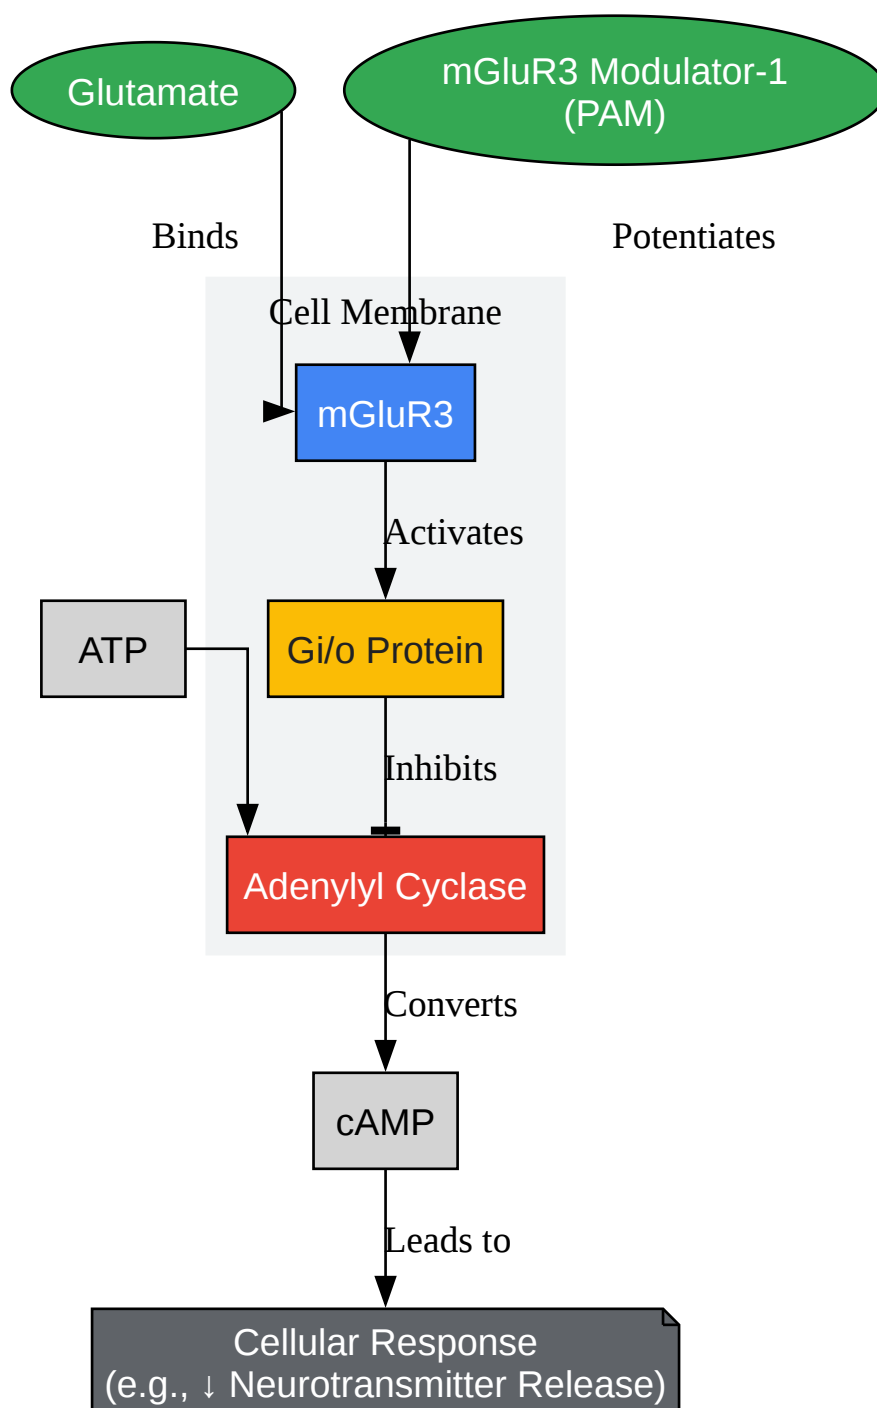 Glutamate
mGluR3 Modulator-1
(PAM)
Binds
Potentiates
Cell Membrane
mGluR3
Activates
ATP
Gi/o Protein
Inhibits
Adenylyl Cyclase
Converts
cAMP
Leads to
Cellular Response
(e.g., ↓ Neurotransmitter Release)